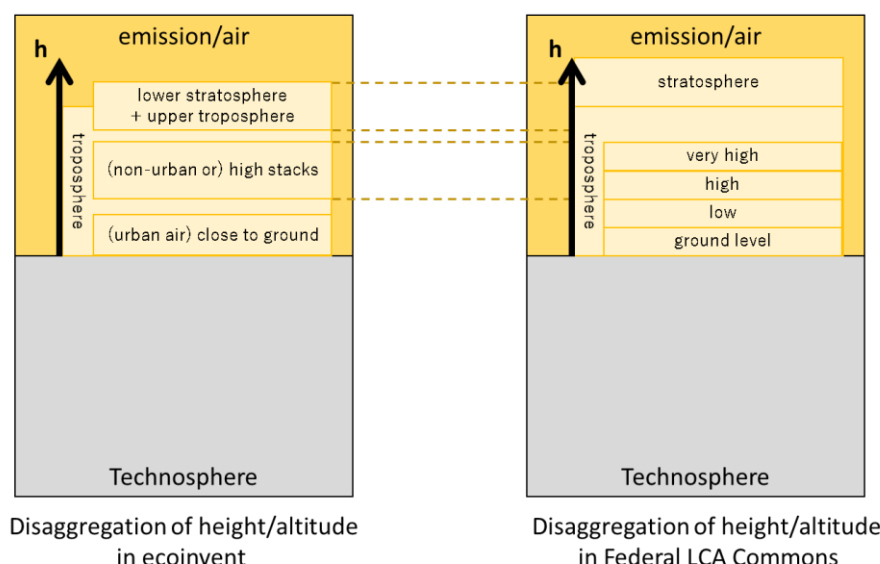 emission/air
h
lower stratosphere
+ upper troposphere
troposphere
(non-urban or) high stacks
(urban air) close to ground
Technosphere
Disaggregation of height/altitude
in ecoinvent
emission/air
h
stratosphere
troposphere
very high
high
low
ground level
Technosphere
Disaggregation of height/altitude
in Federal LCA Commons